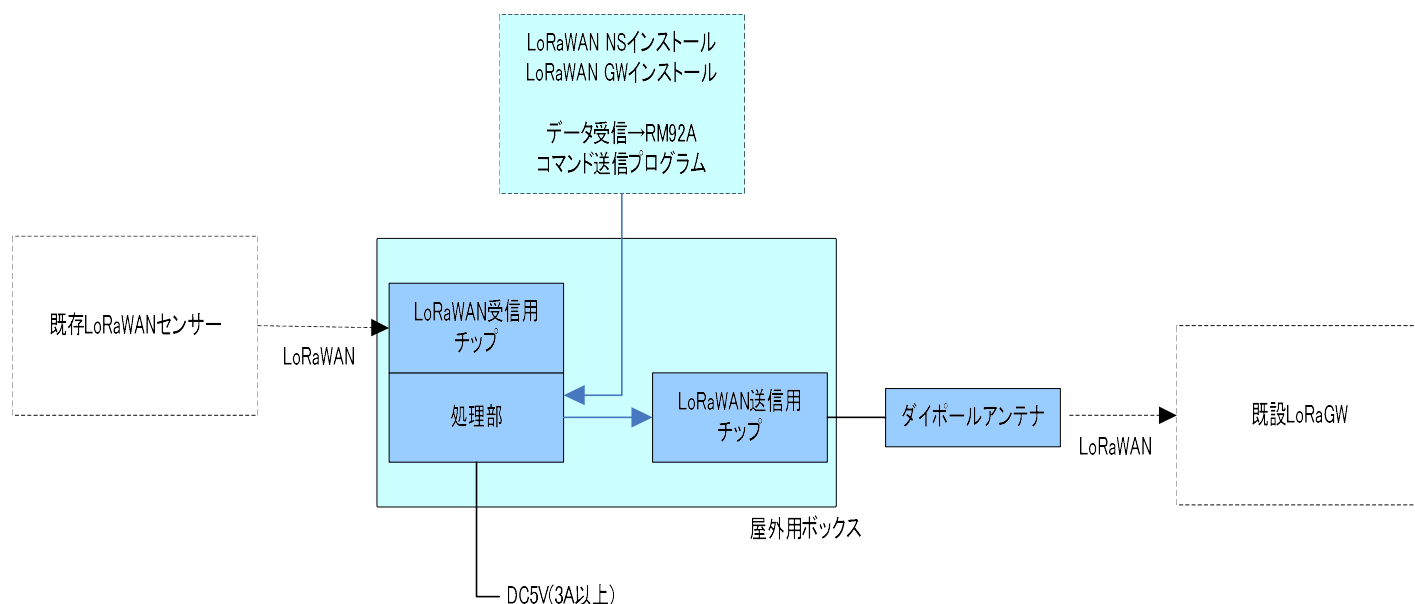 LoRaWAN NSインストール
LoRaWAN GWインストール
データ受信→RM92A
コマンド送信プログラム
既存LoRaWANセンサー
LoRaWAN
LoRaWAN受信用
チップ
処理部
LoRaWAN送信用
チップ
ダイポールアンテナ
LoRaWAN
既設LoRaGW
屋外用ボックス
DC5V(3A以上)